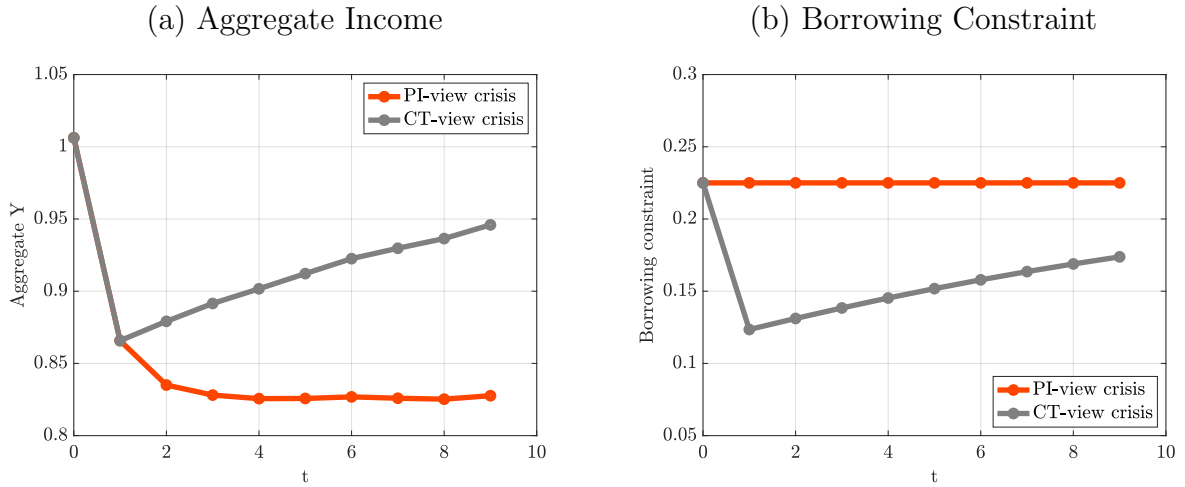 (a) Aggregate Income
1.05
1
0.95
0.9
0.85
0.8
Aggregate Y
0 2 4 6 8 10
t
PI-view crisis
CT-view crisis
(b) Borrowing Constraint
0.3
0.25
0.2
0.15
0.1
0.05
Borrowing constraint
0 2 4 6 8 10
t
PI-view crisis
CT-view crisis